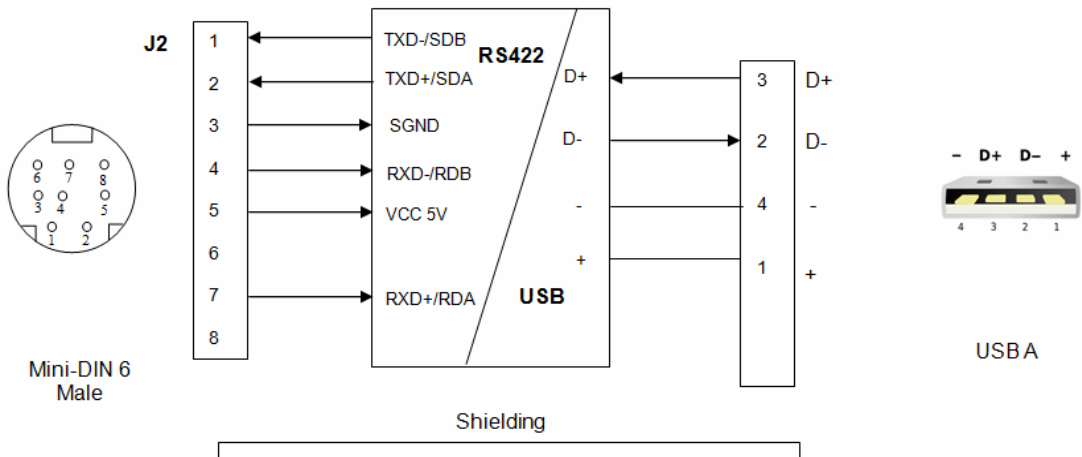 J2
1
2
3
4
5
6
7
8
TXD-/SDB
TXD+/SDA
SGND
RXD-/RDB
VCC 5V
RXD+/RDA
RS422
USB
D+
D-
-
+
3 D+
2 D-
4 -
1 +
6 7 8
3 4 5
1 2
Mini-DIN 6
Male
- D+ D- +
4 3 2 1
USB A
Shielding